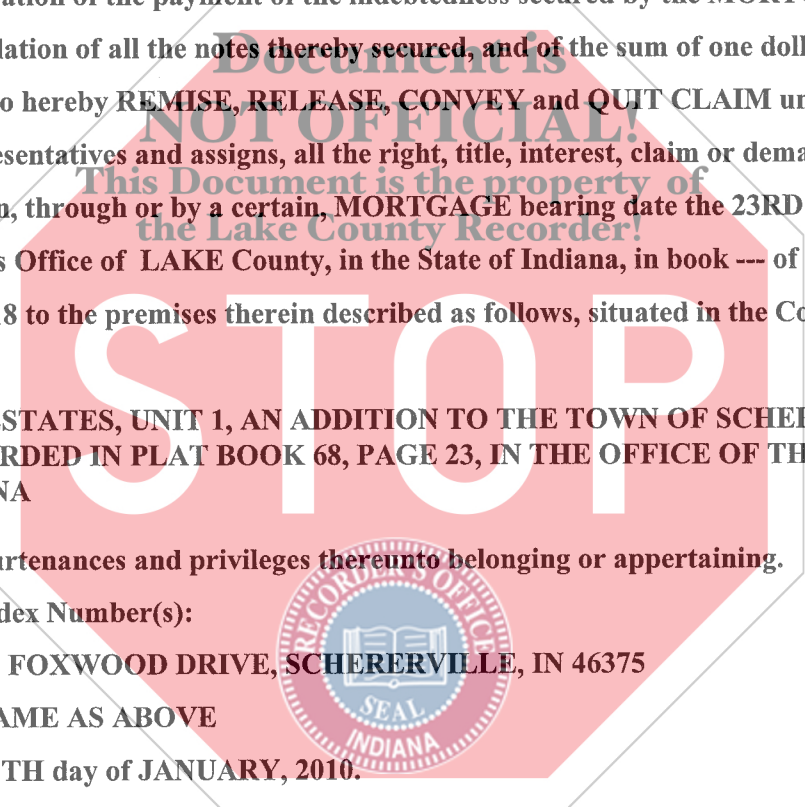 ation of the payment of the indebtedness secured by the MORT
lation of all the notes thereby secured, and of the sum of one doll
Document is
o hereby REMISE, RELEASE, CONVEY and QUIT CLAIM un
NOT OFFICIAL!
esentatives and assigns, all the right, title, interest, claim or dema
This Document is the property of
n, through or by a certain, MORTGAGE bearing date the 23RD
the Lake County Recorder!
s Office of LAKE County, in the State of Indiana, in book --- of
8 to the premises therein described as follows, situated in the Co
STOP
STATES, UNIT 1, AN ADDITION TO THE TOWN OF SCHER
RDED IN PLAT BOOK 68, PAGE 23, IN THE OFFICE OF TH
NA
urtenances and privileges thereunto belonging or appertaining.
dex Number(s):
RECORDER'S OFFICE
FOXWOOD DRIVE, SCHERERVILLE, IN 46375
SEAL
AME AS ABOVE
INDIANA
TH day of JANUARY, 2010.